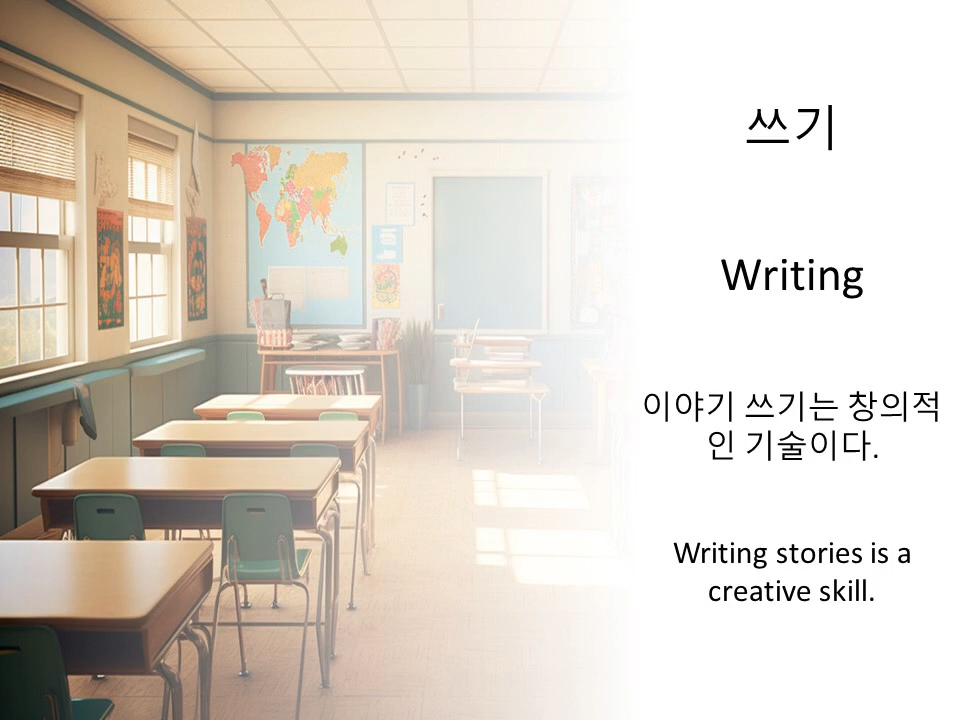 쓰기
Writing
이야기 쓰기는 창의적
인 기술이다.
Writing stories is a
creative skill.